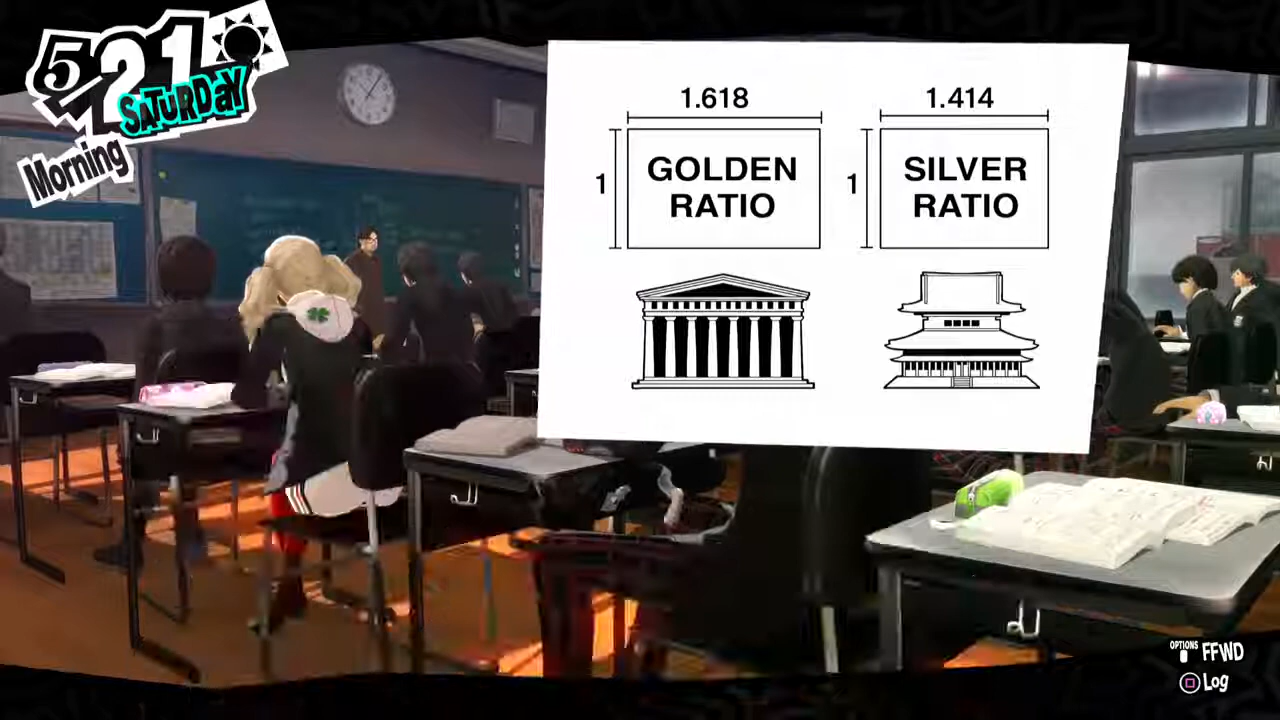 5/21
SATURDAY
Morning
1.618
1.414
1
GOLDEN
RATIO
1
SILVER
RATIO
OPTIONS
FFWD
Log